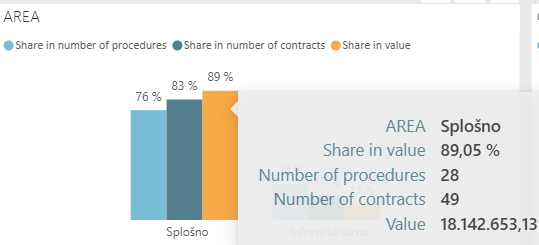 AREA
Share in number of procedures Share in number of contracts Share in value
76 % 83 % 89 %
AREA Splošno
Share in value 89,05 %
Number of procedures 28
Number of contracts 49
Value 18.142.653,13
Splošno Infrastrukturno